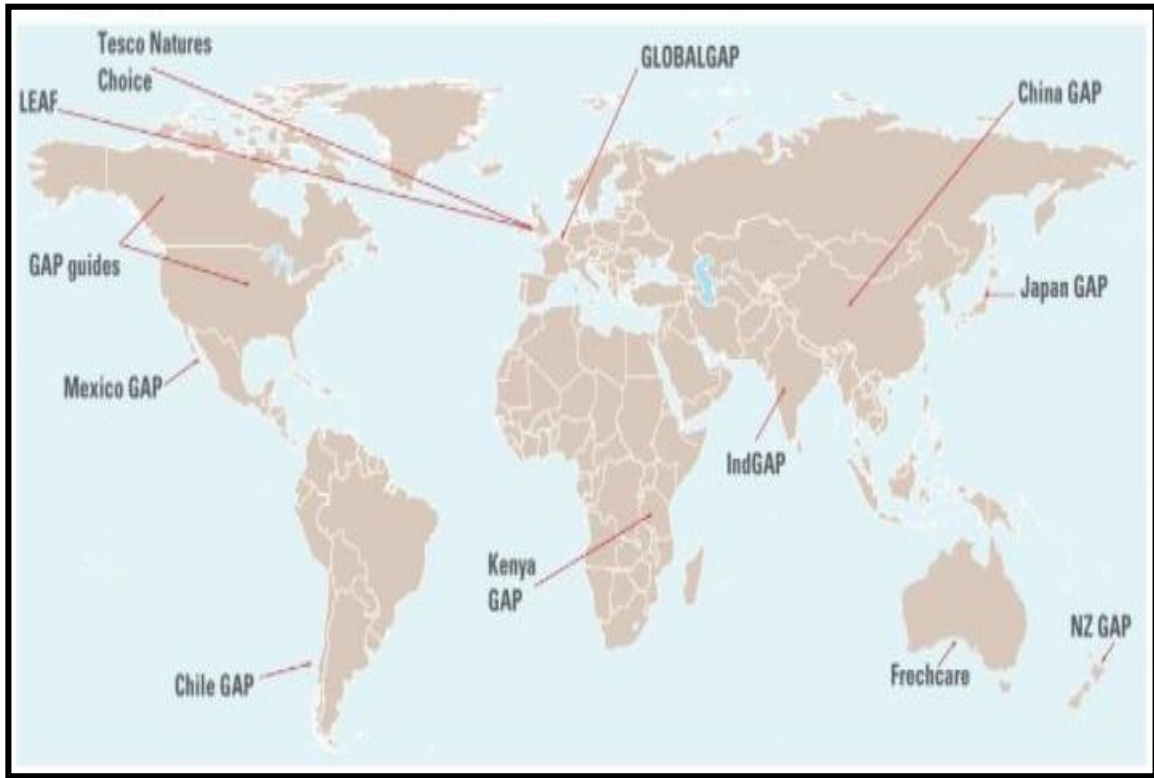 Tesco Natures
Choice
GLOBALGAP
China GAP
LEAF
GAP guides
Japan GAP
Mexico GAP
IndGAP
Kenya
GAP
NZ GAP
Frechcare
Chile GAP